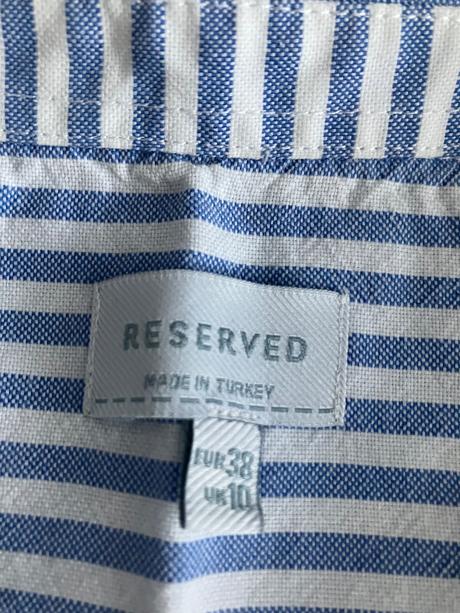 RESERVED
MADE IN TURKEY
EUR 38
UK 10